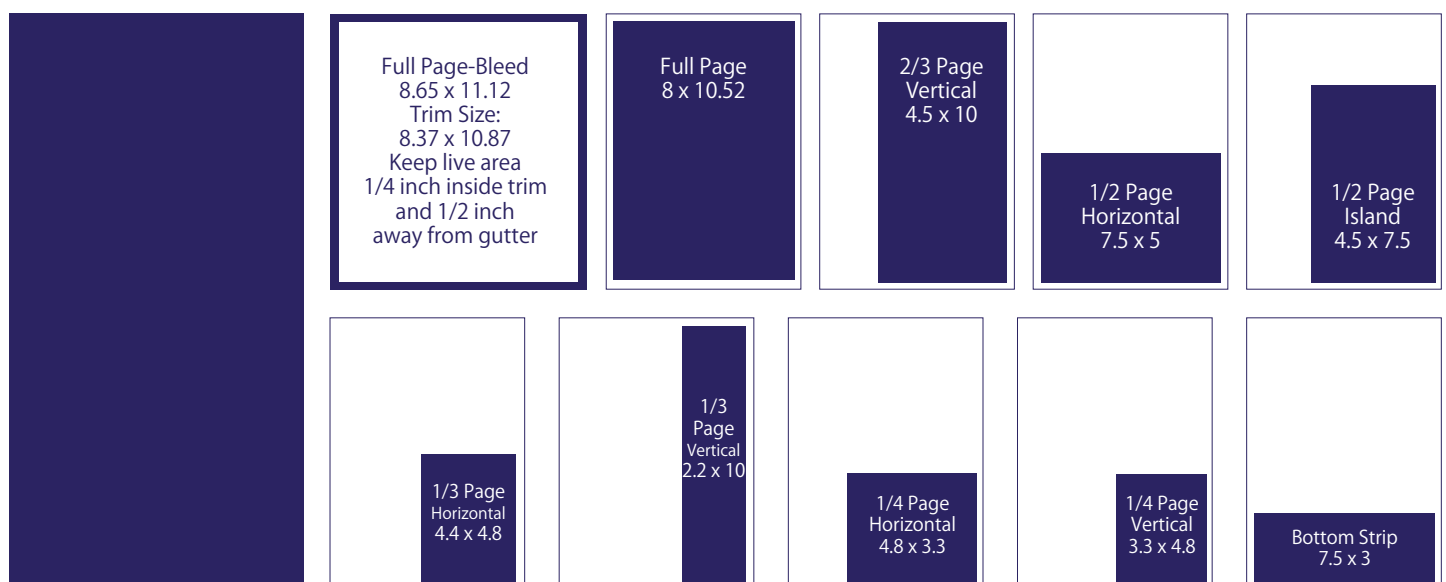 Full Page-Bleed
8.65 x 11.12
Trim Size:
8.37 x 10.87
Keep live area
1/4 inch inside trim
and 1/2 inch
away from gutter
Full Page
8 x 10.52
2/3 Page
Vertical
4.5 x 10
1/2 Page
Horizontal
7.5 x 5
1/2 Page
Island
4.5 x 7.5
1/3 Page
Horizontal
4.4 x 4.8
1/3
Page
Vertical
2.2 x 10
1/4 Page
Horizontal
4.8 x 3.3
1/4 Page
Vertical
3.3 x 4.8
Bottom Strip
7.5 x 3